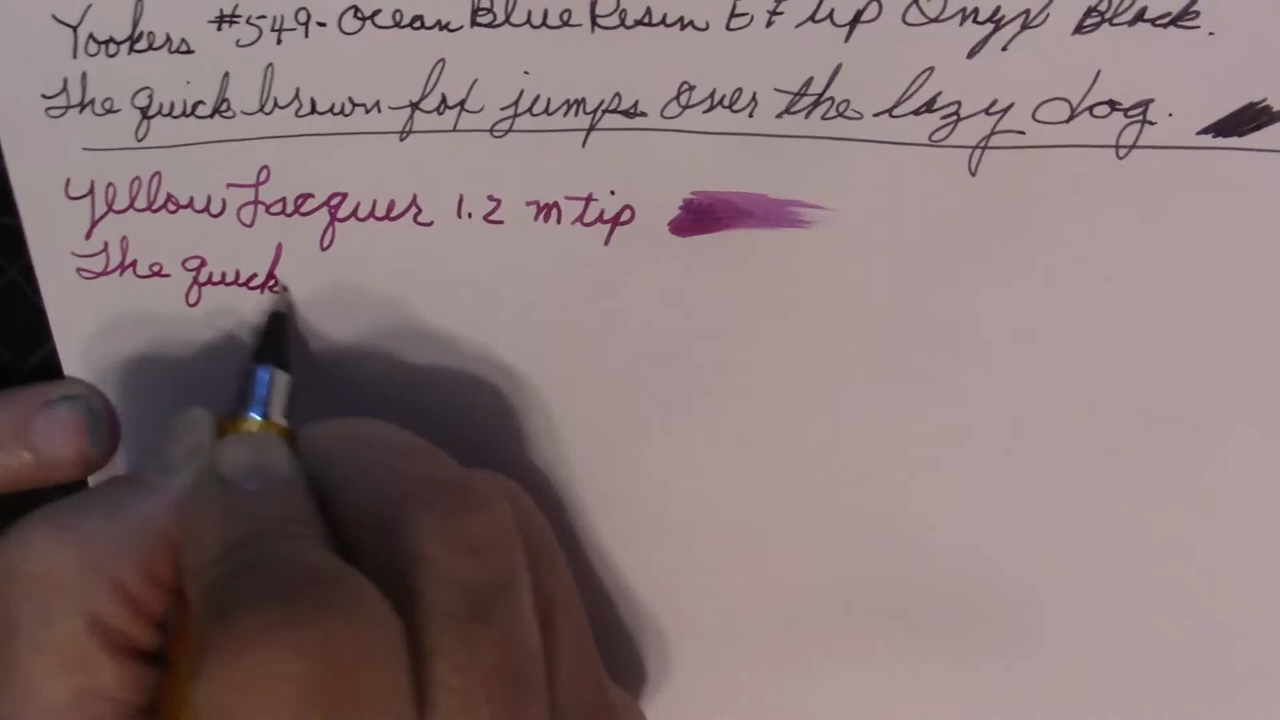 Yookers #549-Ocean Blue Resin EF tip Onyx Black.
The quick brown fox jumps over the lazy dog.
Yellow Lacquer 1.2 m tip
The quick